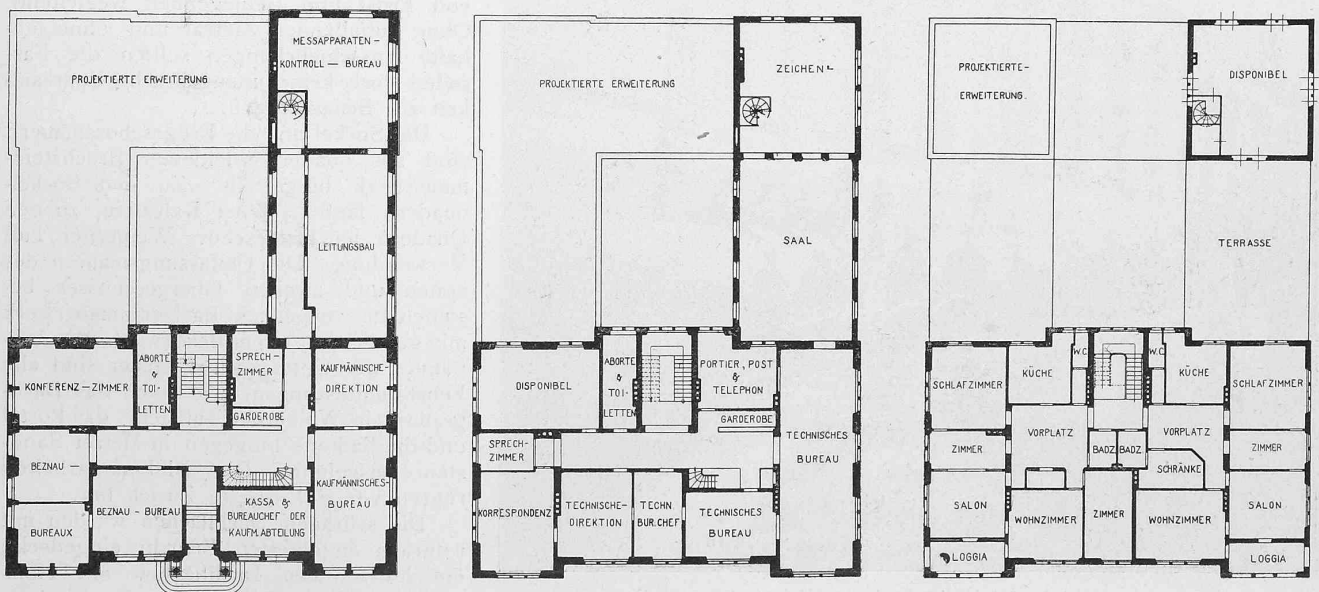 MESSAPPARATEN –
KONTROLL — BUREAU
PROJEKTIERTE ERWEITERUNG
LEITUNGSBAU
KONFERENZ – ZIMMER
ABORTE
&
TOI-
LETTEN
SPRECH-
ZIMMER
GARDEROBE
KAUFMÄNNISCHE-
DIREKTION
BEZNAU –
BUREAUX
BEZNAU – BUREAU
KASSA &
BUREAUCHEF DER
KAUFM. ABTEILUNG
KAUFMÄNNISCHES-
BUREAU
PROJEKTIERTE ERWEITERUNG
ZEICHEN-
SAAL
DISPONIBEL
ABORTE
&
TOI-
LETTEN
PORTIER, POST
&
TELEPHON
GARDEROBE
SPRECH-
ZIMMER
TECHNISCHES
BUREAU
KORRESPONDENZ
TECHNISCHE-
DIREKTION
TECHN.
BUR.CHEF
TECHNISCHES
BUREAU
PROJEKTIERTE-
ERWEITERUNG.
DISPONIBEL
TERRASSE
SCHLAFZIMMER
KÜCHE
W.C.
W.C.
KÜCHE
SCHLAFZIMMER
ZIMMER
VORPLATZ
BADZ.
BADZ.
VORPLATZ
ZIMMER
SCHRÄNKE
SALON
WOHNZIMMER
ZIMMER
WOHNZIMMER
SALON
LOGGIA
LOGGIA